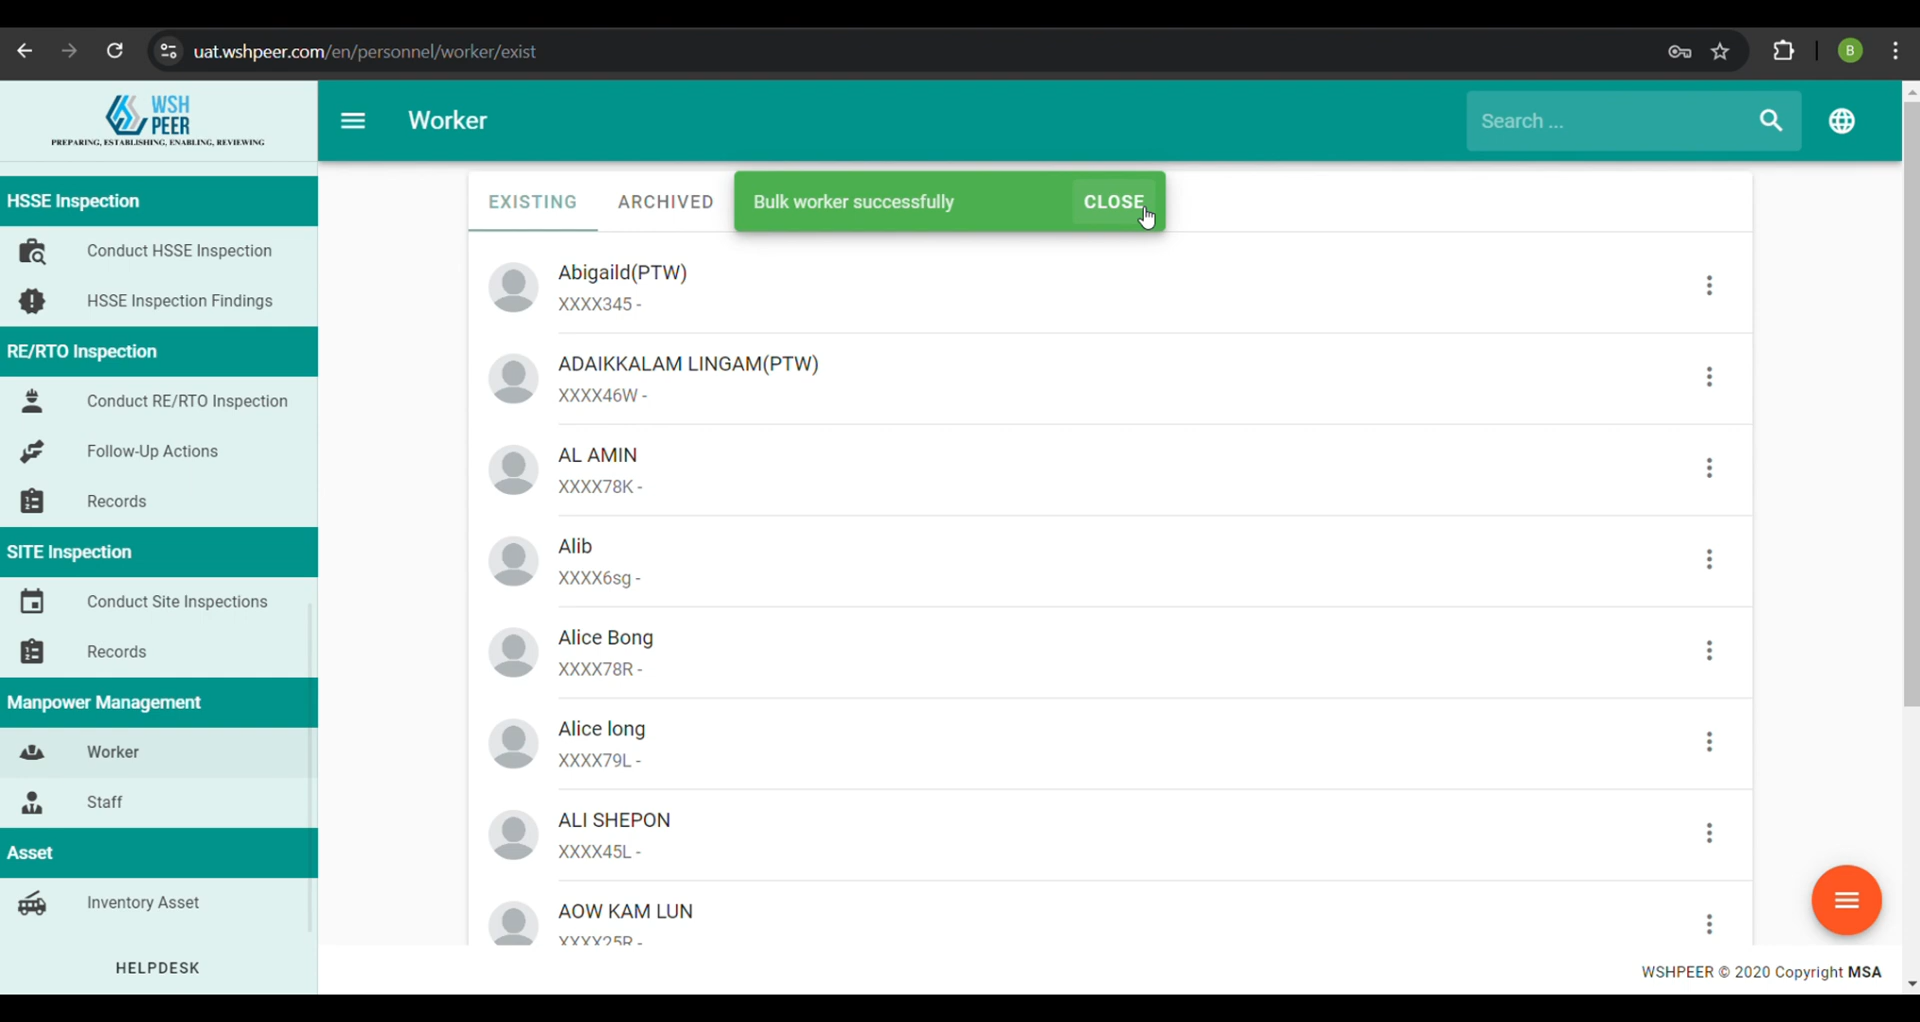 uat.wshpeer.com/en/personnel/worker/exist
B
WSH
PEER
PREPARING, ESTABLISHING, ENABLING, REVIEWING
Worker
Search ...
HSSE Inspection
Conduct HSSE Inspection
HSSE Inspection Findings
RE/RTO Inspection
Conduct RE/RTO Inspection
Follow-Up Actions
Records
SITE Inspection
Conduct Site Inspections
Records
Manpower Management
Worker
Staff
Asset
Inventory Asset
HELPDESK
EXISTING
ARCHIVED
Bulk worker successfully
CLOSE
Abigaild(PTW)
XXXX345 -
ADAIKKALAM LINGAM(PTW)
XXXX46W -
AL AMIN
XXXX78K -
Alib
XXXX6sg -
Alice Bong
XXXX78R -
Alice long
XXXX79L -
ALI SHEPON
XXXX45L -
AOW KAM LUN
XXXX25R -
WSHPEER © 2020 Copyright MSA